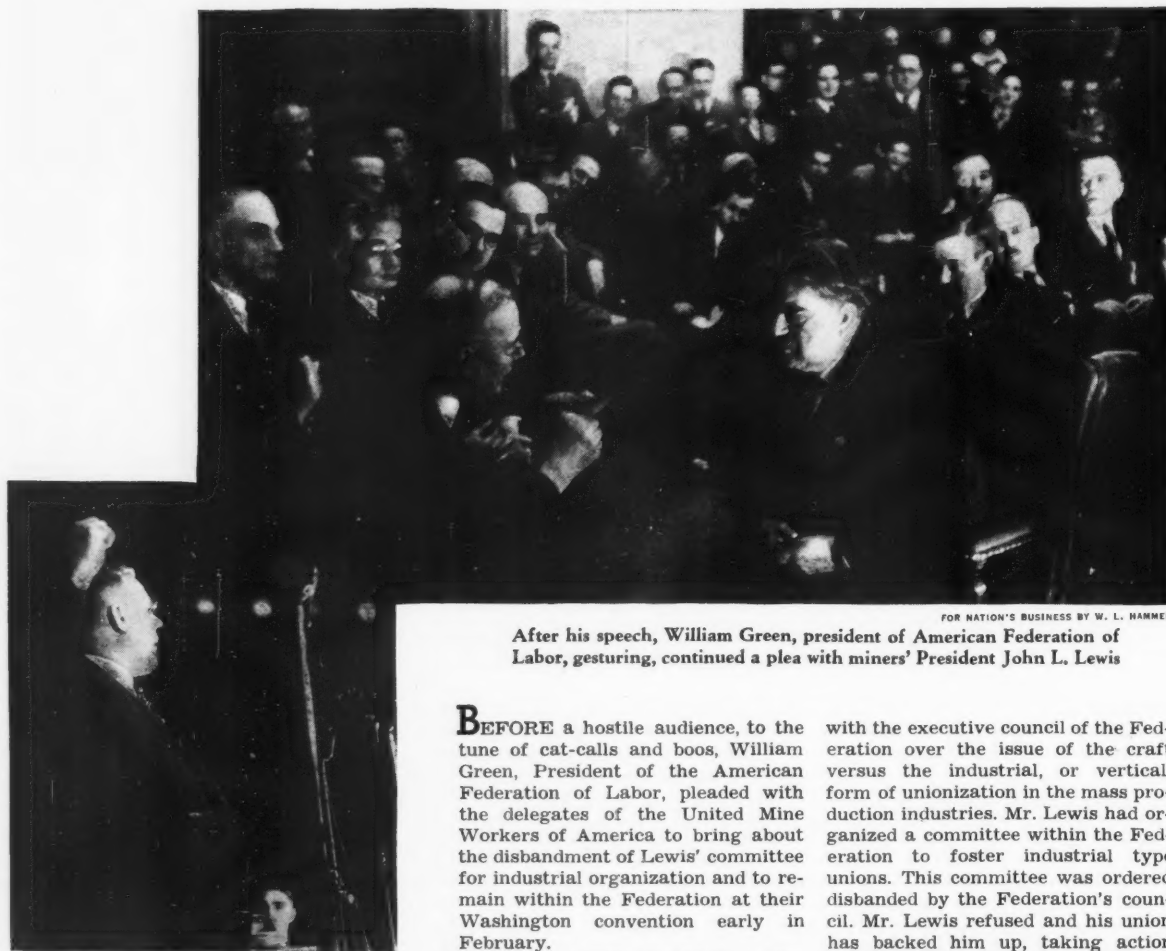 FOR NATION'S BUSINESS BY W. L. HAMME
After his speech, William Green, president of American Federation of
Labor, gesturing, continued a plea with miners' President John L. Lewis
BEFORE a hostile audience, to the
tune of cat-calls and boos, William
Green, President of the American
Federation of Labor, pleaded with
the delegates of the United Mine
Workers of America to bring about
the disbandment of Lewis' committee
for industrial organization and to re-
main within the Federation at their
Washington convention early in
February.
with the executive council of the Fed-
eration over the issue of the craft
versus the industrial, or vertical
form of unionization in the mass pro-
duction industries. Mr. Lewis had or-
ganized a committee within the Fed-
eration to foster industrial type
unions. This committee was ordered
disbanded by the Federation's coun
cil. Mr. Lewis refused and his union
has backed him up, taking action